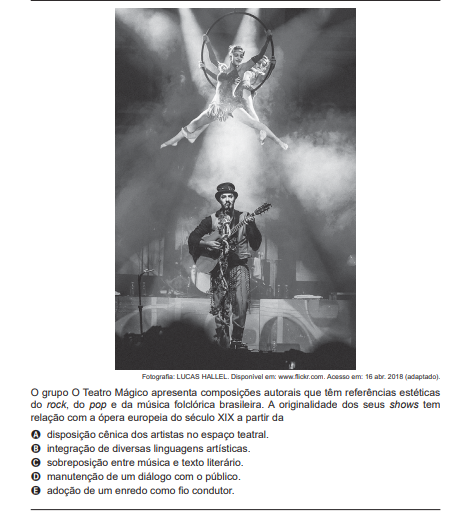 Fotografia: LUCAS HALLEL. Disponível em: www.flickr.com. Acesso em: 16 abr. 2018 (adaptado).
O grupo O Teatro Mágico apresenta composições autorais que têm referências estéticas
do rock, do pop e da música folclórica brasileira. A originalidade dos seus shows tem
relação com a ópera europeia do século XIX a partir da
A disposição cênica dos artistas no espaço teatral.
B integração de diversas linguagens artísticas.
C sobreposição entre música e texto literário.
D manutenção de um diálogo com o público.
E adoção de um enredo como fio condutor.